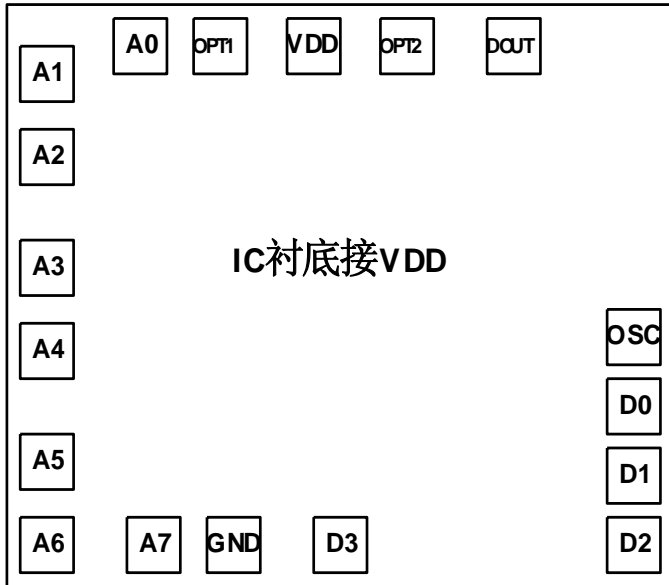 A0 OPT1 VDD OPT2 DOUT
A1
A2
A3 IC衬底接VDD
A4 OSC
D0
A5 D1
A6 A7 GND D3 D2